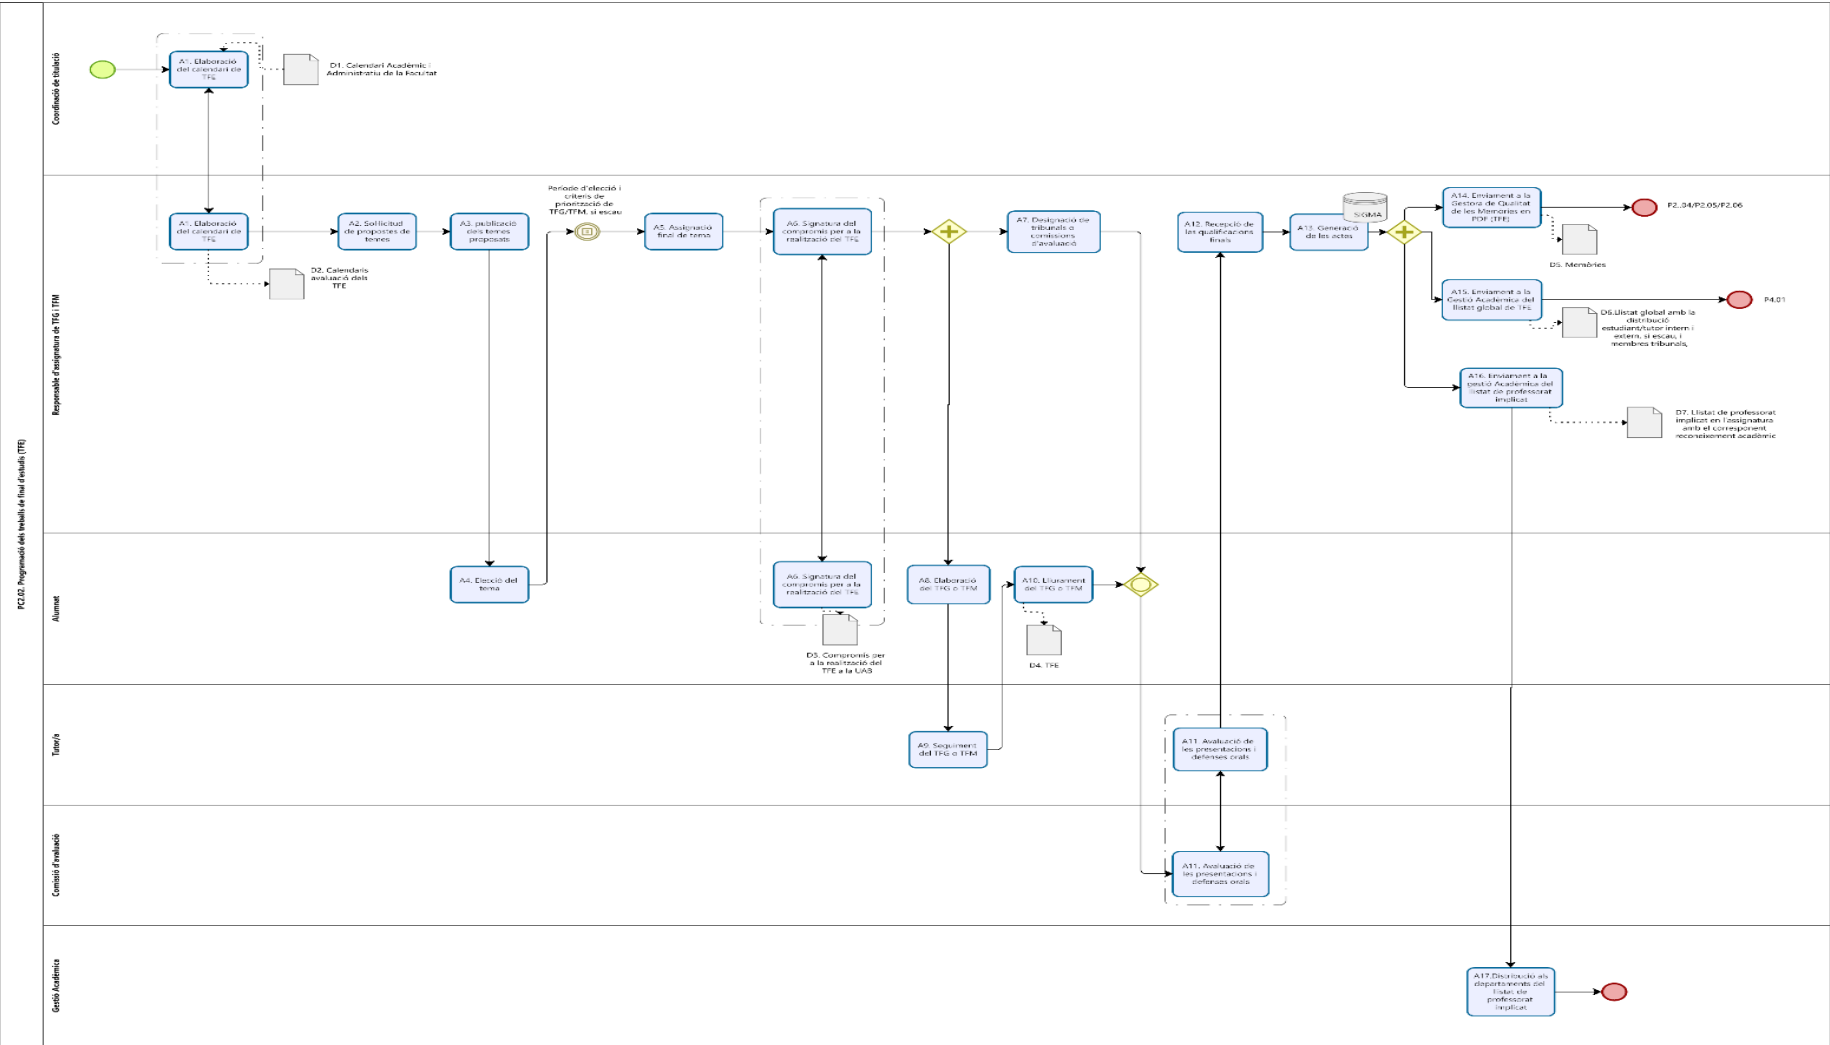 PC2.02. Programació dels treballs de final d'estudis (TFE)
Coordinació de titulació
A1. Elaboració
del calendari de
TFE
D1. Calendari Acadèmic i
Administratiu de la Facultat
Responsable d'assignatura de TFG i TFM
A1. Elaboració
del calendari de
TFE
D2. Calendaris
avaluació dels
TFE
A2. Sol·licitud
de propostes de
temes
A3. publicació
dels temes
proposats
Període d'elecció i
criteris de
priorització de
TFG/TFM, si escau
A5. Assignació
final de tema
A6. Signatura del
compromís per a la
realització del TFE
A7. Designació de
tribunals o
comissions
d'avaluació
A12. Recepció de
les qualificacions
finals
SIGMA
A13. Generació
de les actes
A14. Enviament a la
Gestora de Qualitat
de les Memòries en
PDF (TFE)
P2..04/P2.05/P2.06
D5. Memòries
A15. Enviament a la
Gestió Acadèmica del
llistat global de TFE
P4.01
D6.Llistat global amb la
distribució
estudiant/tutor intern i
extern, si escau, i
membres tribunals,
A16. Enviament a la
gestió Acadèmica del
llistat de professorat
implicat
D7. Llistat de professorat
implicat en l'assignatura
amb el corresponent
reconeixement acadèmic
Alumnat
A4. Elecció del
tema
A6. Signatura del
compromís per a la
realització del TFE
D3. Compromís per
a la realització del
TFE a la UAB
A8. Elaboració
del TFG o TFM
A10. Lliurament
del TFG o TFM
D4. TFE
Tutor/a
A9. Seguiment
del TFG o TFM
A11. Avaluació de
les presentacions i
defenses orals
Comissió d'avaluació
A11. Avaluació de
les presentacions i
defenses orals
Gestió Acadèmica
A17.Distribució als
departaments del
llistat de
professorat
implicat